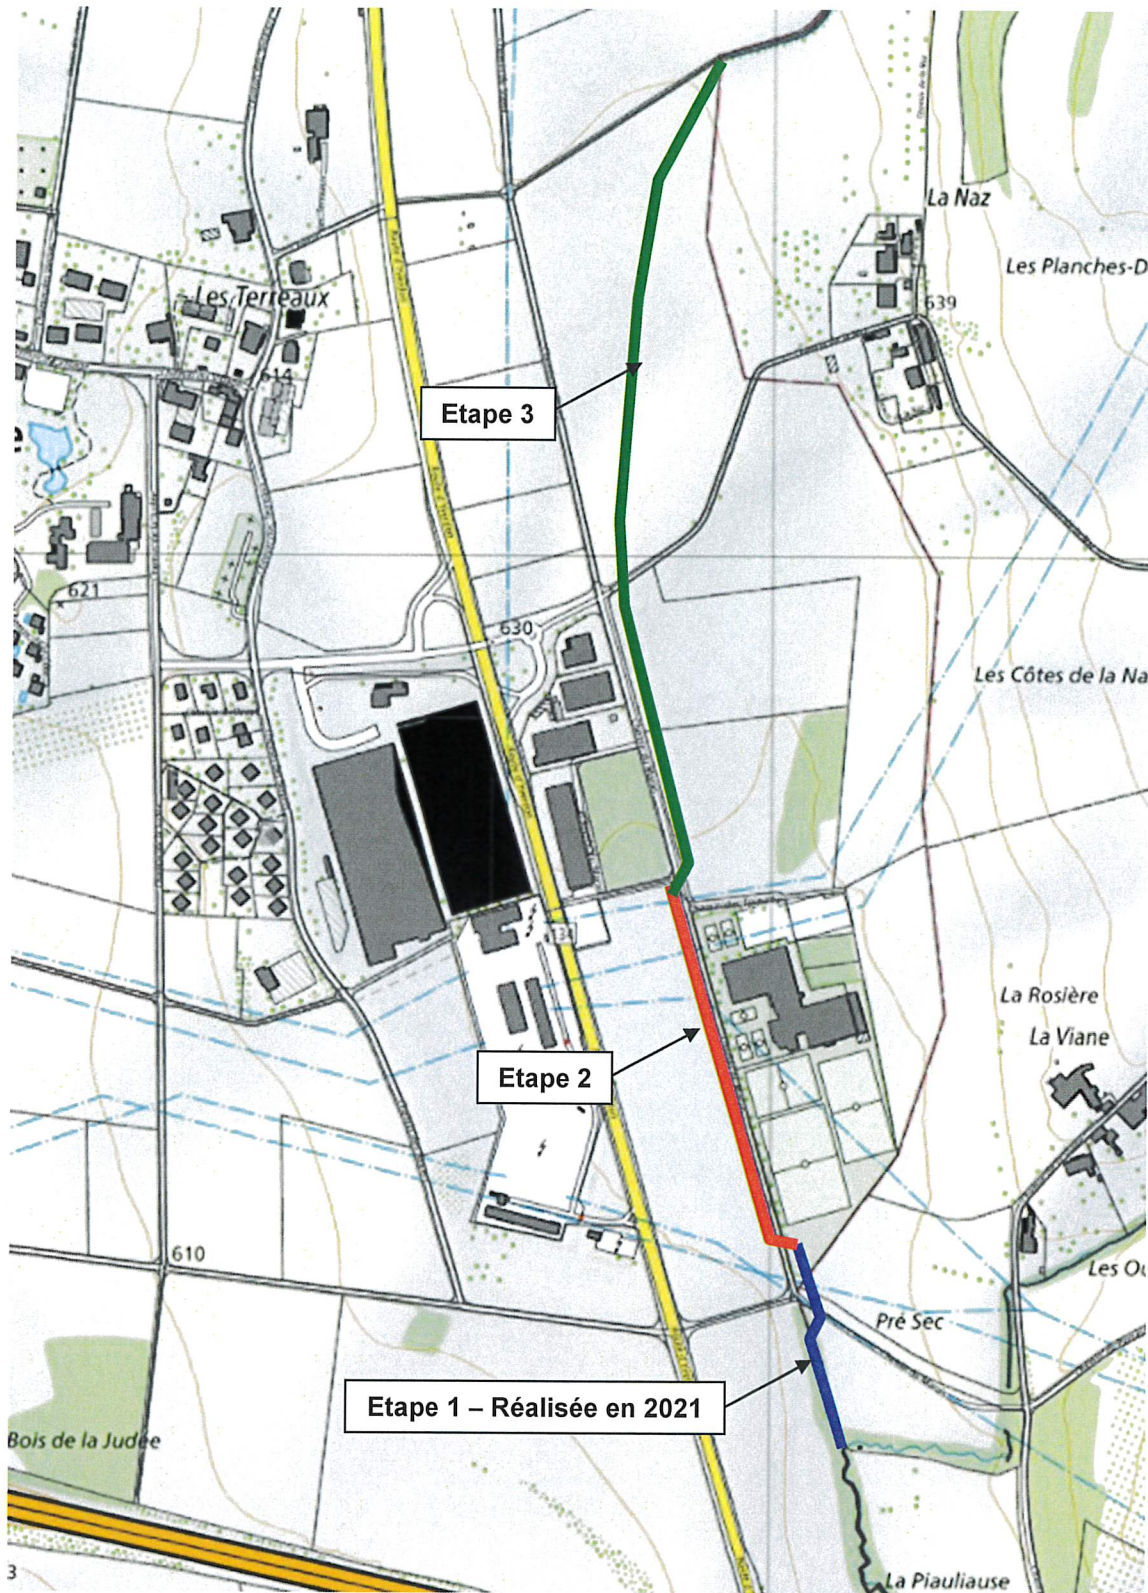 La Naz
Les Planches-D
Les Terreaux
639
614
Etape 3
e
621
630
Les Côtes de la Na
134
La Rosière
La Viane
Etape 2
610
Les Ou
Pré Sec
Etape 1 – Réalisée en 2021
Bois de la Judée
3
La Piauliause